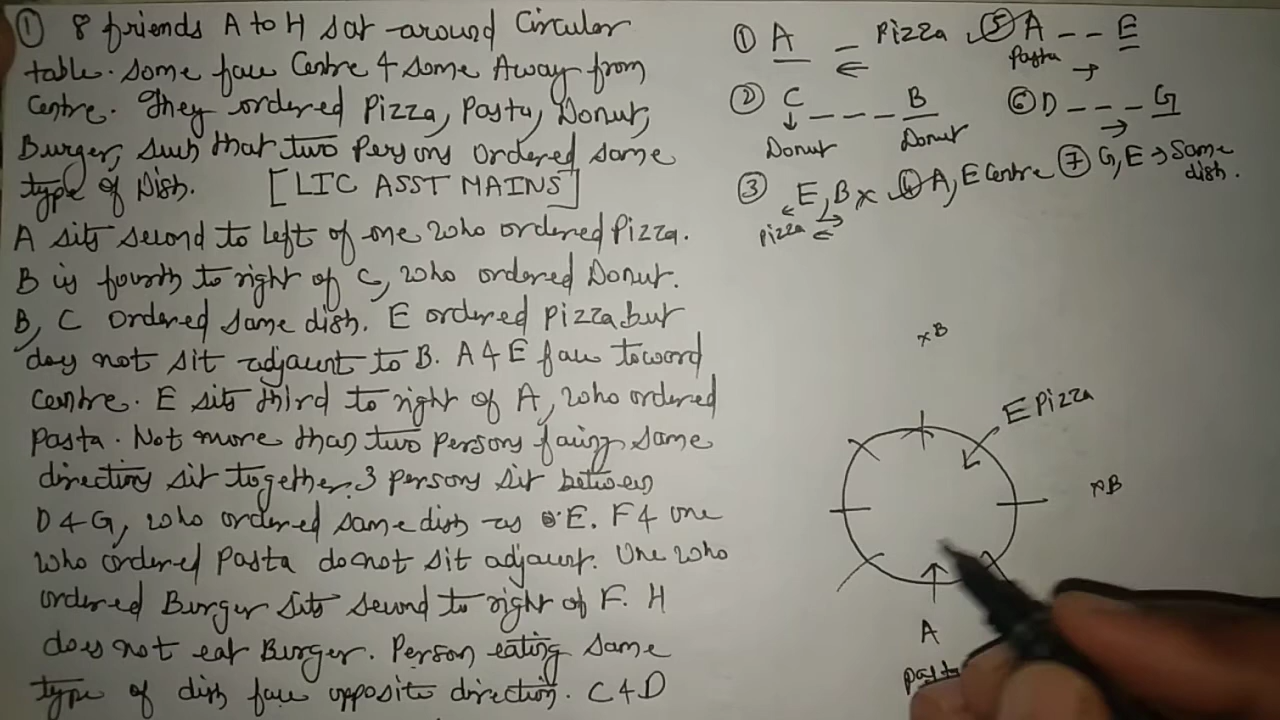 ① 8 friends A to H sat around Circular
table. Some face Centre & some Away from
Centre. They ordered Pizza, Pasta, Donut,
Burger, such that two Persons ordered same
type of Dish. [LIC ASST MAINS]
A sits second to left of one who ordered Pizza.
B is fourth to right of C, who ordered Donut.
B, C ordered same dish. E ordered pizza but
does not sit adjacent to B. A & E face toward
Centre. E sits third to right of A, who ordered
pasta. Not more than two persons facing same
directions sit together. 3 persons sit between
D & G, who ordered same dish as E. F & one
who ordered Pasta do not sit adjacent. One who
ordered Burger sits second to right of F. H
does not eat Burger. Person eating same
type of dish face opposite direction. C & D
① A _ Pizza
←
② C _ _ _ B
↓
Donut Donut
③ E, B ×
Pizza
④ A, E Centre
⑤ A _ _ E
Pasta →
⑥ D _ _ _ G
→
⑦ G, E → Same
dish.
×B
E Pizza
×B
A
Pasta